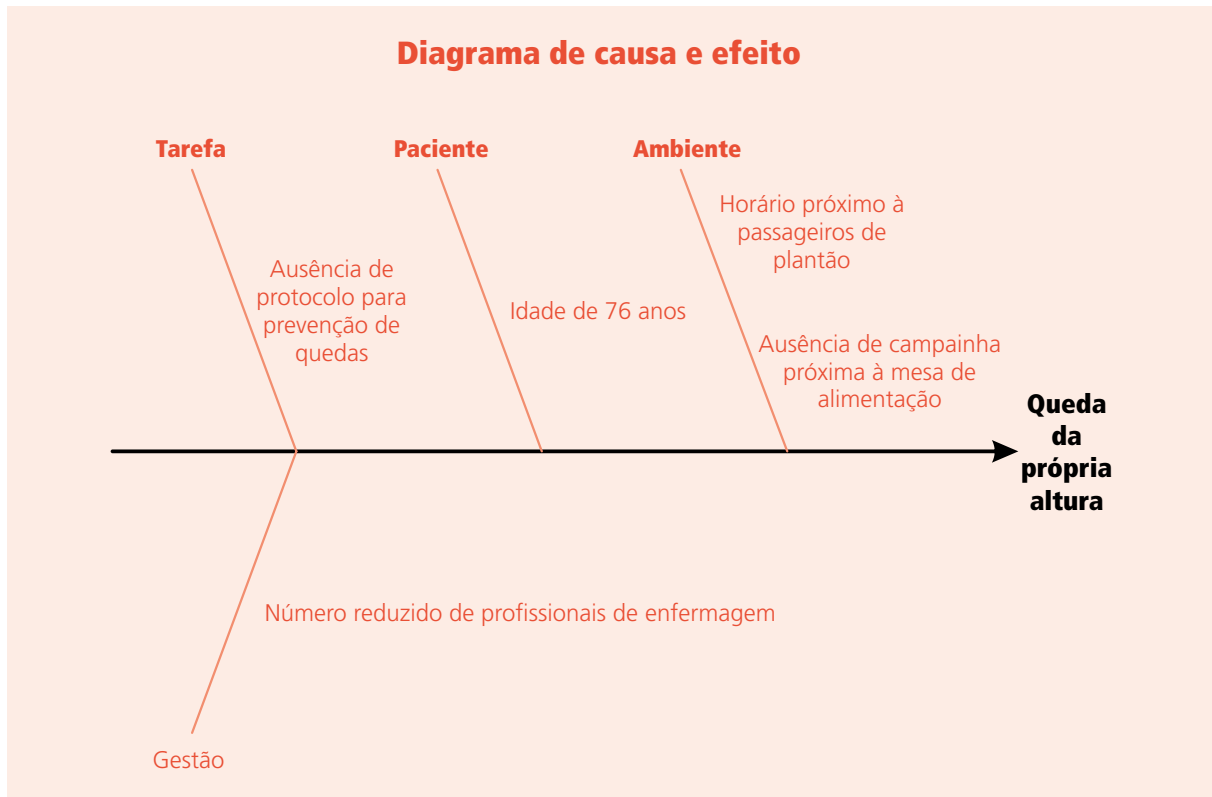 Diagrama de causa e efeito
Tarefa
Paciente
Ambiente
Horário próximo à
passageiros de
plantão
Ausência de
protocolo para
prevenção de
quedas
Idade de 76 anos
Ausência de campainha
próxima à mesa de
alimentação
Queda
da
própria
altura
Número reduzido de profissionais de enfermagem
Gestão